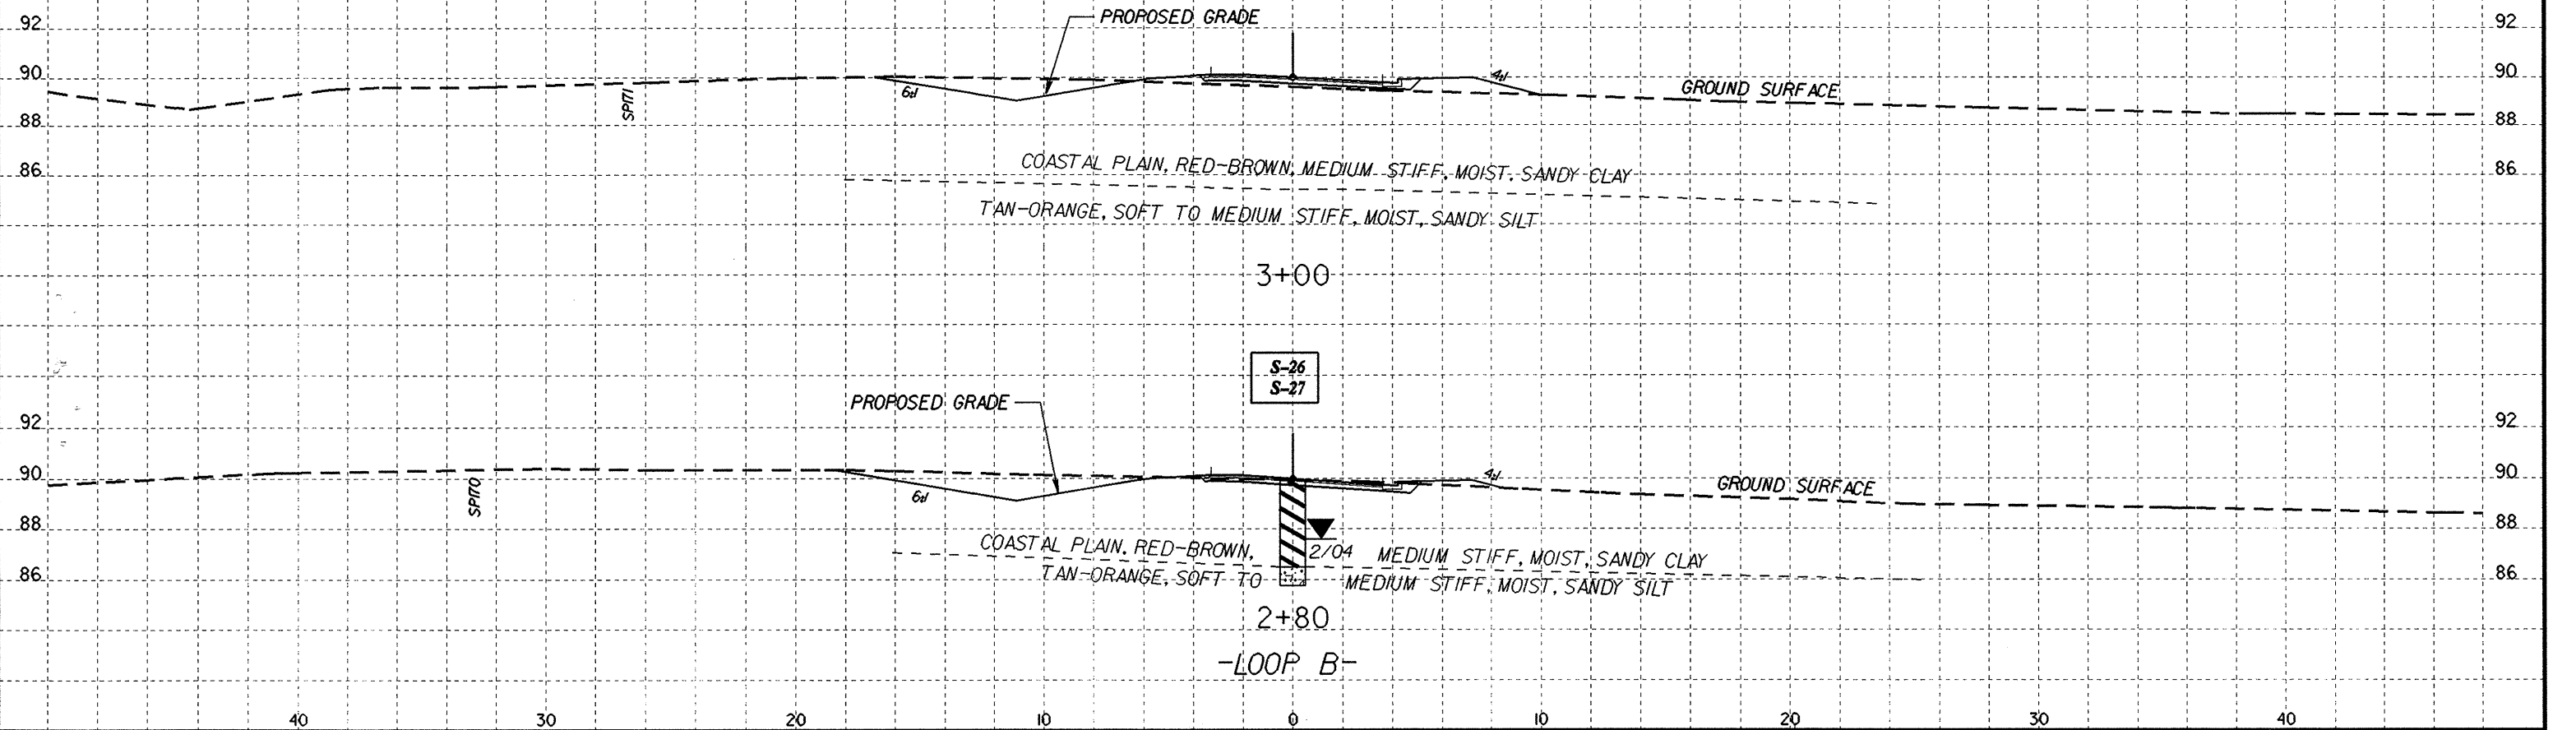 92 PROPOSED GRADE 92
90 6:1 4:1 GROUND SURFACE 90
SP171
88 88
86 COASTAL PLAIN, RED-BROWN, MEDIUM STIFF, MOIST, SANDY CLAY 86
TAN-ORANGE, SOFT TO MEDIUM STIFF, MOIST, SANDY SILT
3+00
S-26
S-27
PROPOSED GRADE
92 92
90 6:1 4:1 GROUND SURFACE 90
SP170
88 88
COASTAL PLAIN, RED-BROWN, 2/04 MEDIUM STIFF, MOIST, SANDY CLAY
86 TAN-ORANGE, SOFT TO MEDIUM STIFF, MOIST, SANDY SILT 86
2+80
-LOOP B-
40 30 20 10 0 10 20 30 40